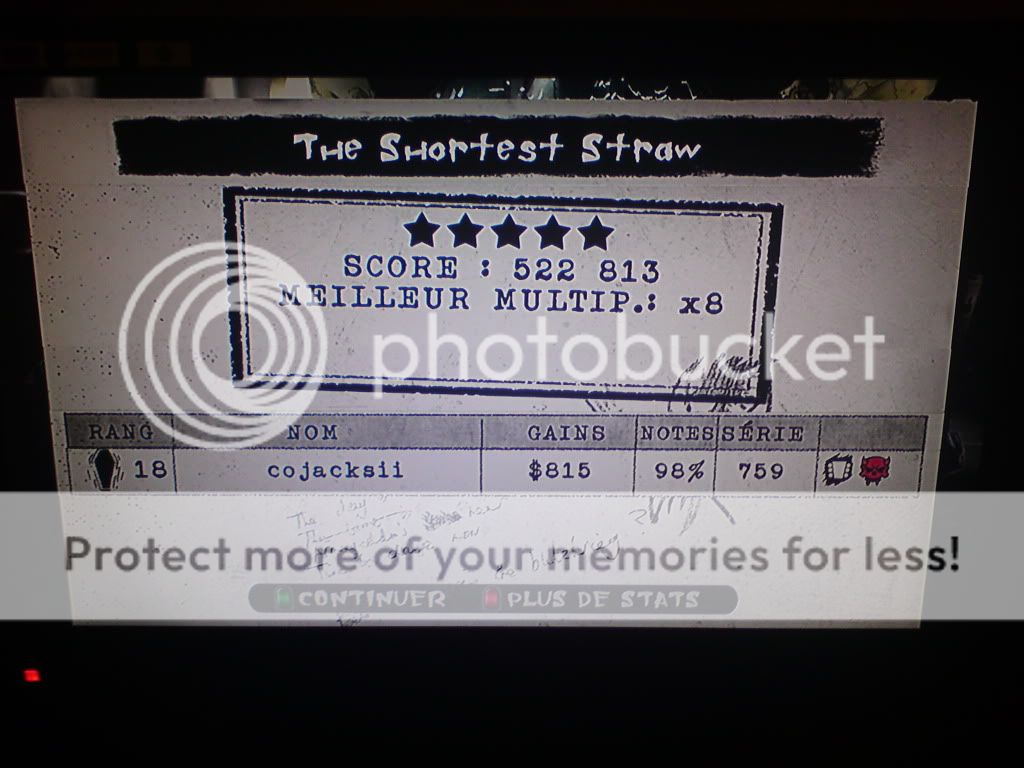 The Shortest Straw
SCORE : 522 813
MEILLEUR MULTIP.: x8
photobucket
RANG NOM GAINS NOTES SÉRIE
18 cojacksii $815 98% 759
Protect more of your memories for less!
CONTINUER PLUS DE STATS